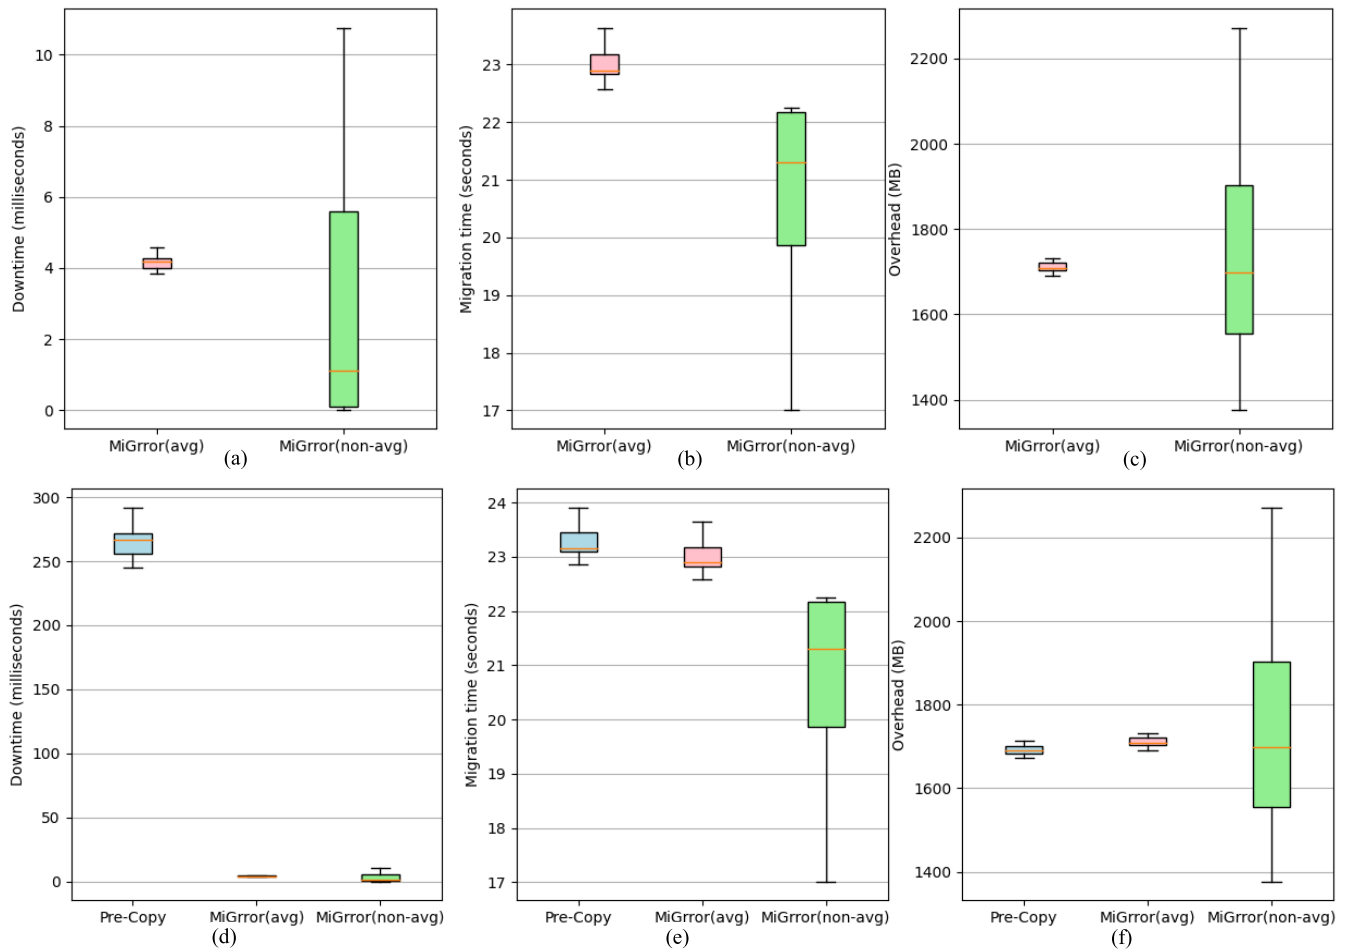 Downtime (milliseconds)
10
8
6
4
2
0
MiGrror(avg)
MiGrror(non-avg)
(a)
Migration time (seconds)
23
22
21
20
19
18
17
MiGrror(avg)
MiGrror(non-avg)
(b)
Overhead (MB)
2200
2000
1800
1600
1400
MiGrror(avg)
MiGrror(non-avg)
(c)
Downtime (milliseconds)
300
250
200
150
100
50
0
Pre-Copy
MiGrror(avg)
MiGrror(non-avg)
(d)
Migration time (seconds)
24
23
22
21
20
19
18
17
Pre-Copy
MiGrror(avg)
MiGrror(non-avg)
(e)
Overhead (MB)
2200
2000
1800
1600
1400
Pre-Copy
MiGrror(avg)
MiGrror(non-avg)
(f)